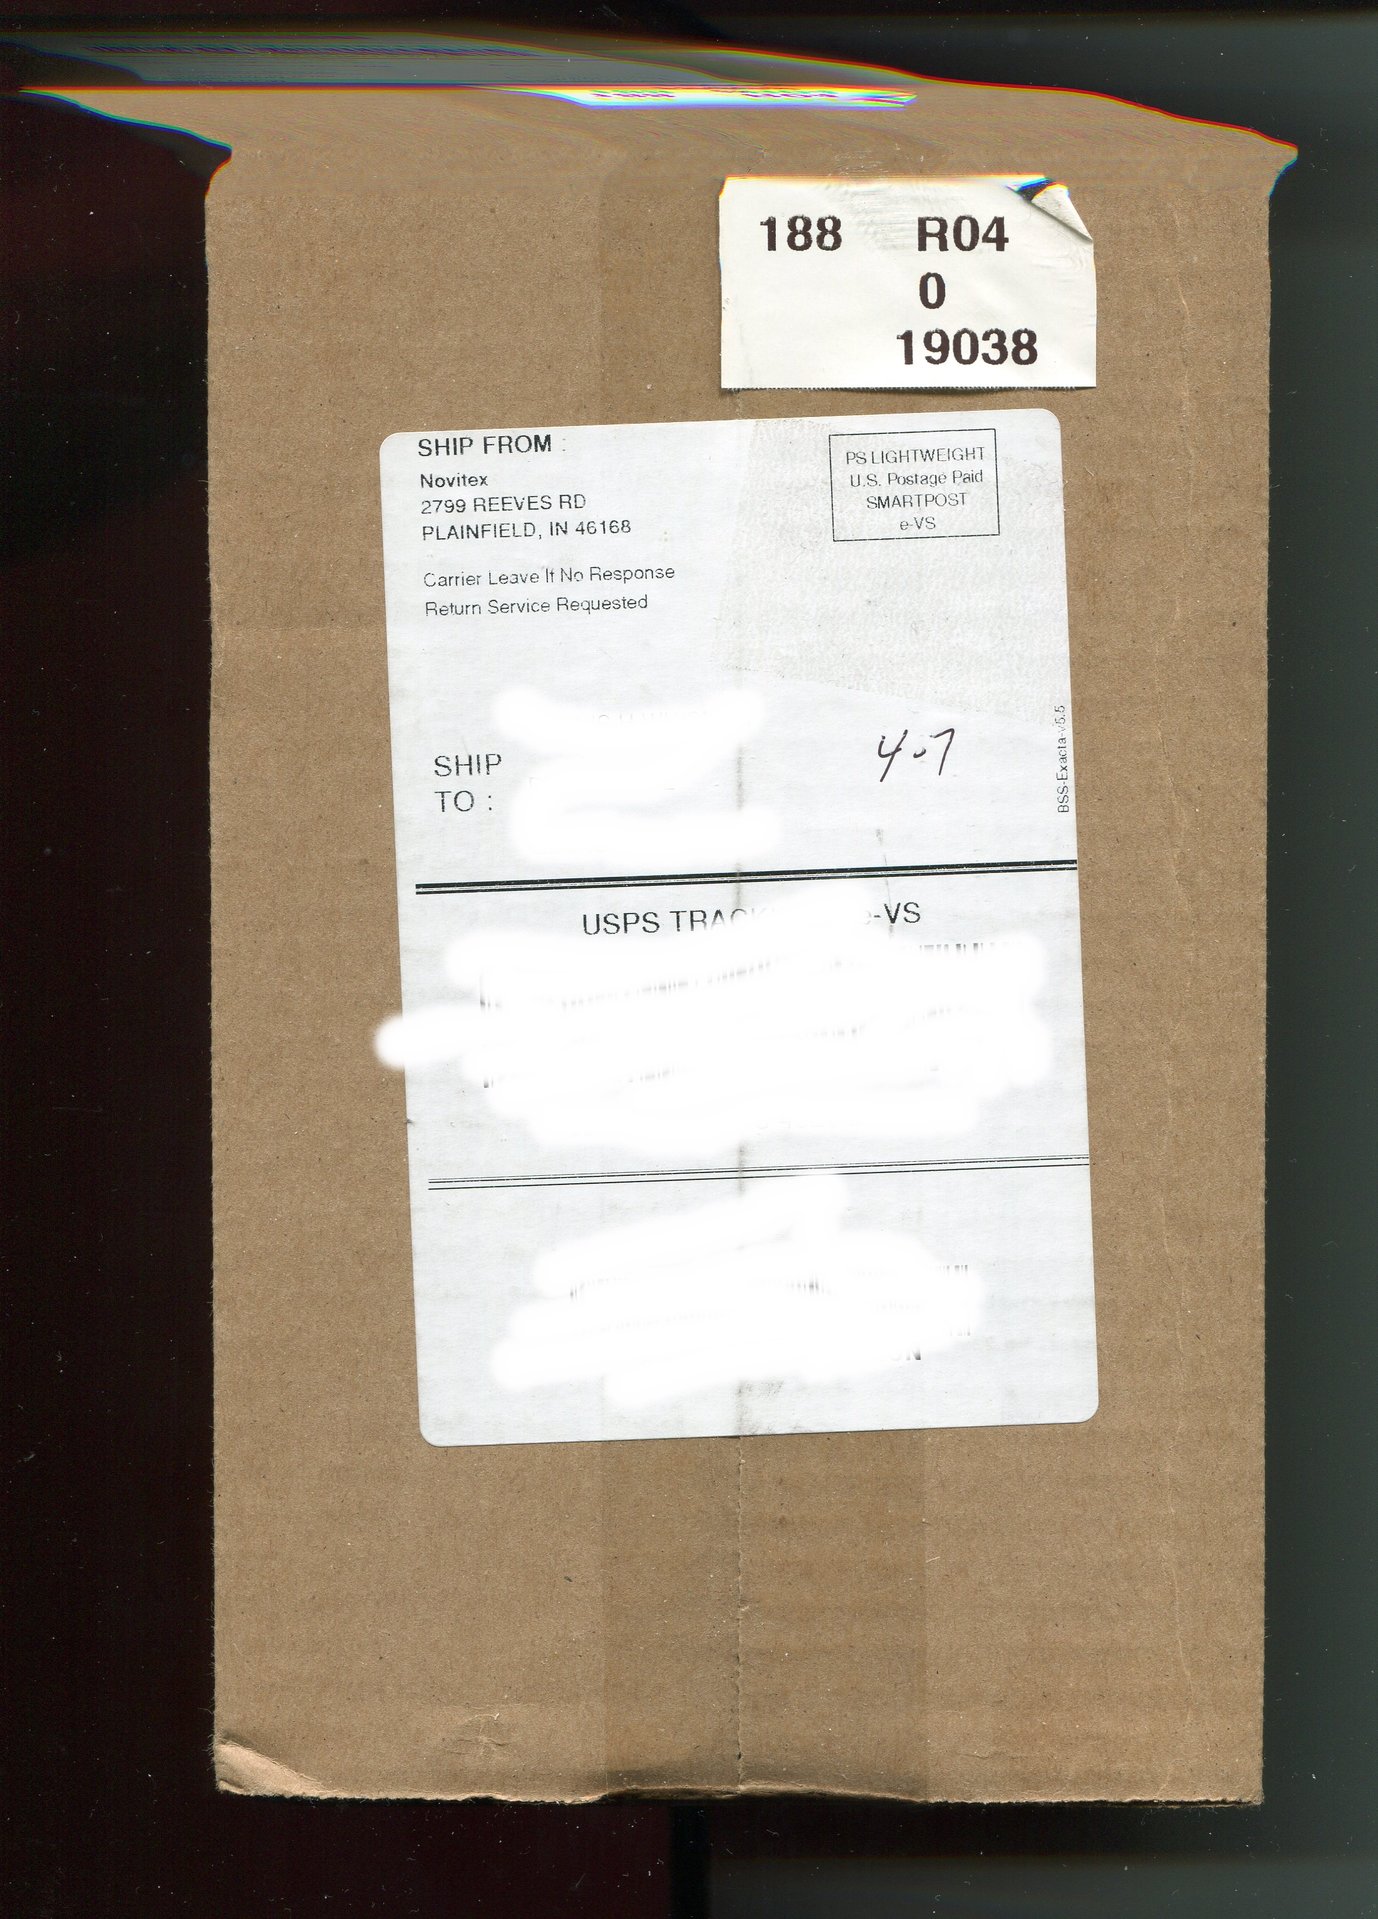 188 R04
0
19038
SHIP FROM :
Novitex
2799 REEVES RD
PLAINFIELD, IN 46168
Carrier Leave If No Response
Return Service Requested
PS LIGHTWEIGHT
U.S. Postage Paid
SMARTPOST
e-VS
SHIP
TO :
4-7
BSS-Exacta-v5.5
USPS
-VS